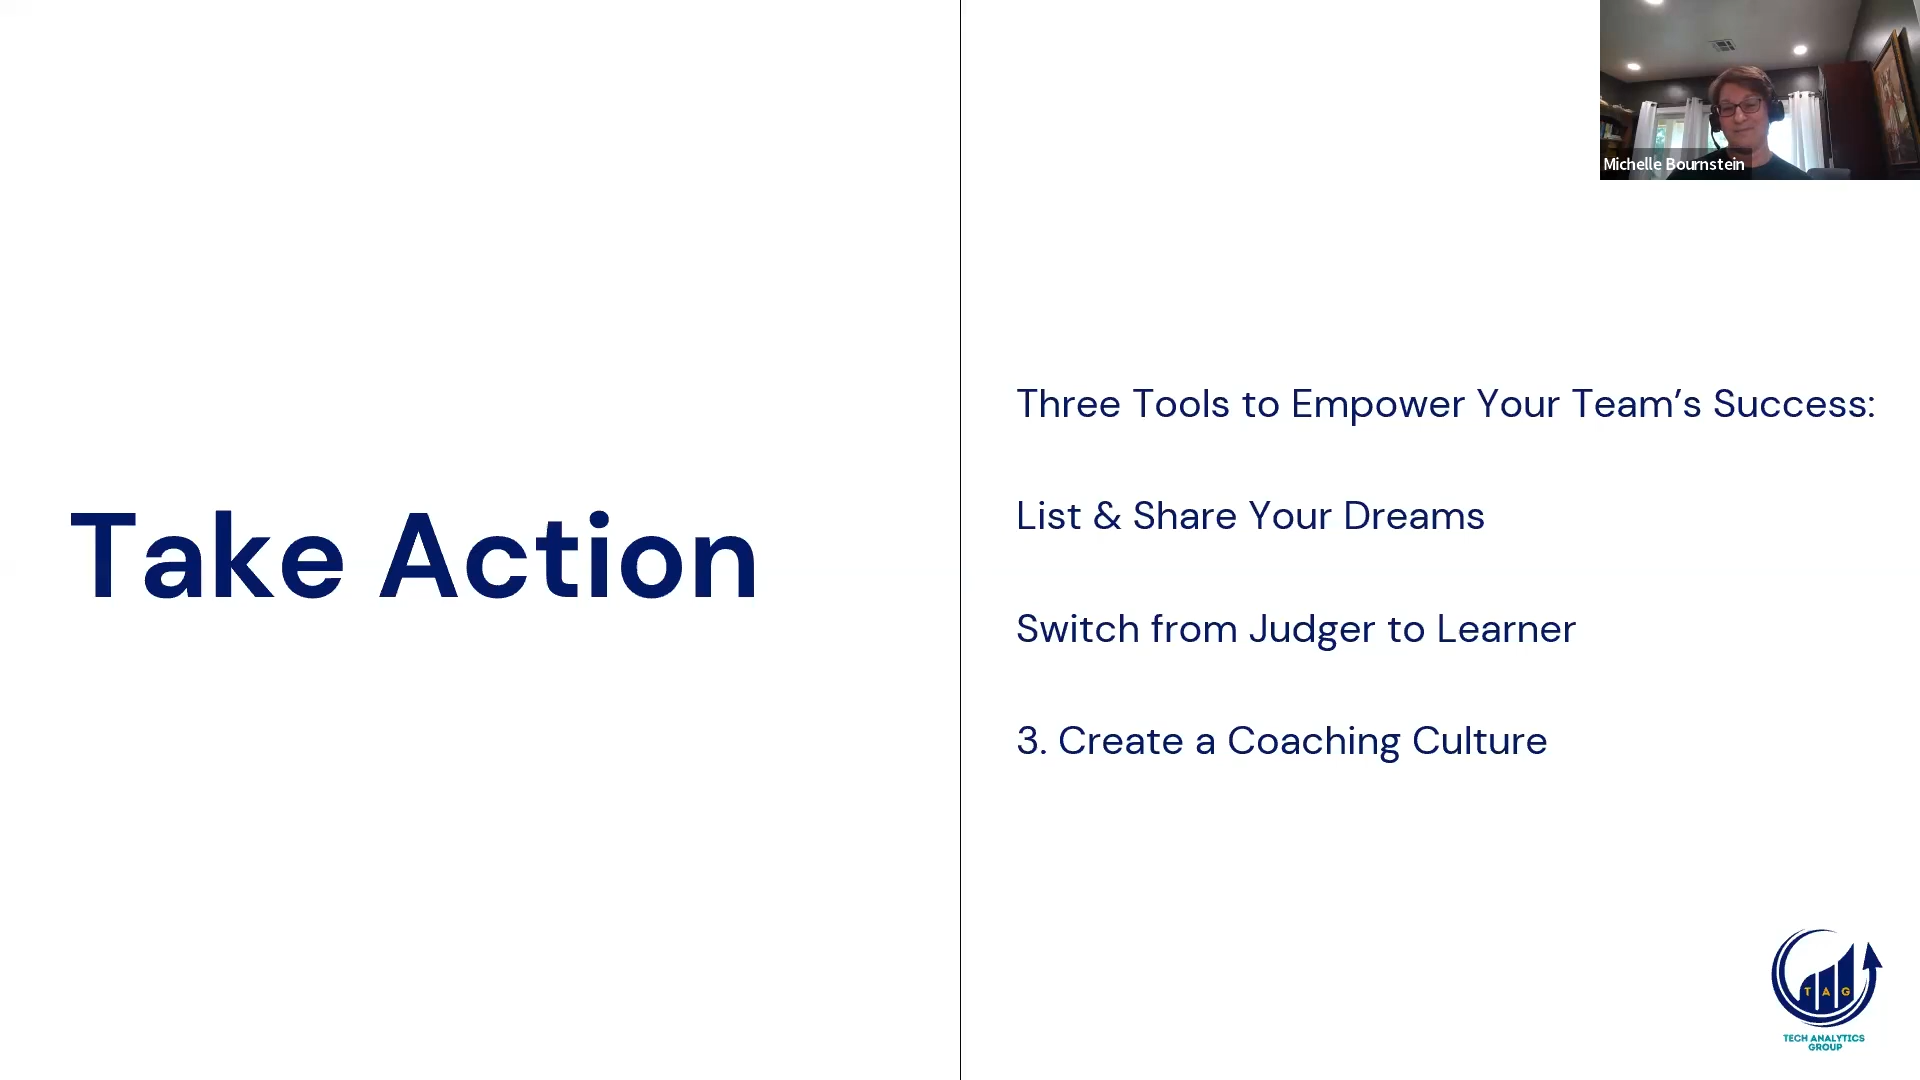 Michelle Bournstein
Take Action
Three Tools to Empower Your Team’s Success:
List & Share Your Dreams
Switch from Judger to Learner
3. Create a Coaching Culture
TAG
TECH ANALYTICS
GROUP